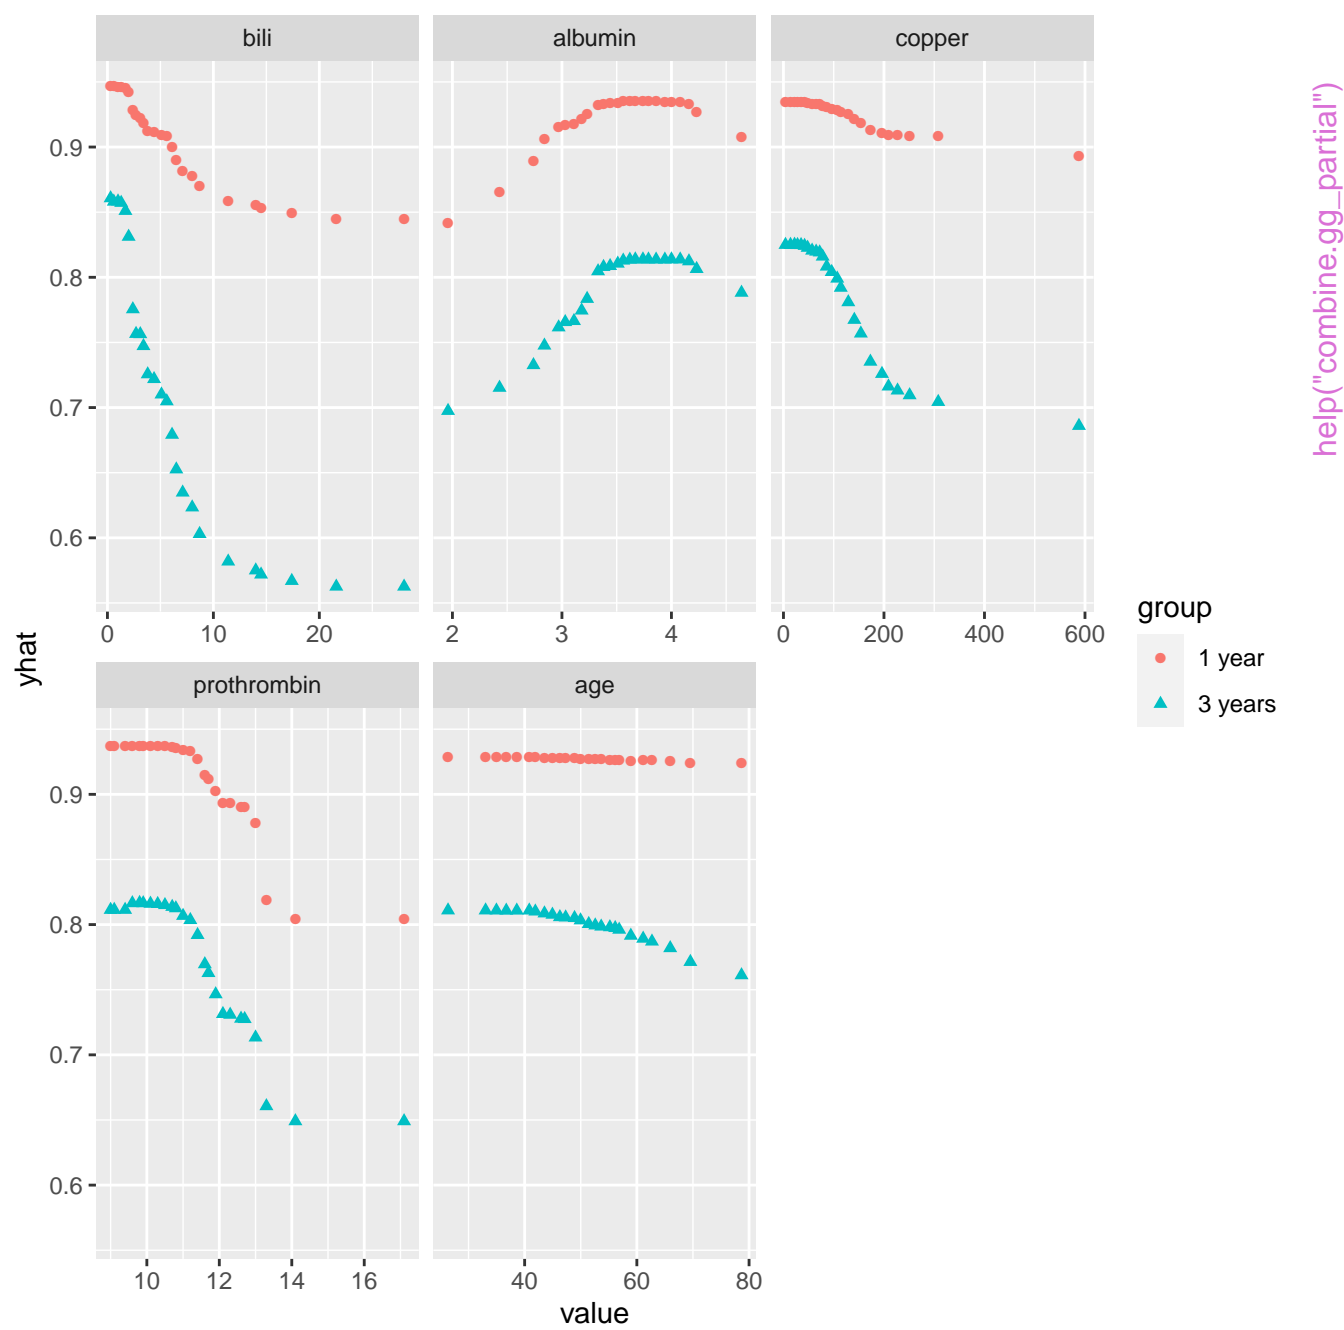 bili albumin copper
0.9
0.8
0.7
0.6
0 10 20 2 3 4 0 200 400 600
prothrombin age
0.9
0.8
0.7
0.6
10 12 14 16 40 60 80
value
yhat
group
1 year
3 years
help("combine.gg_partial")